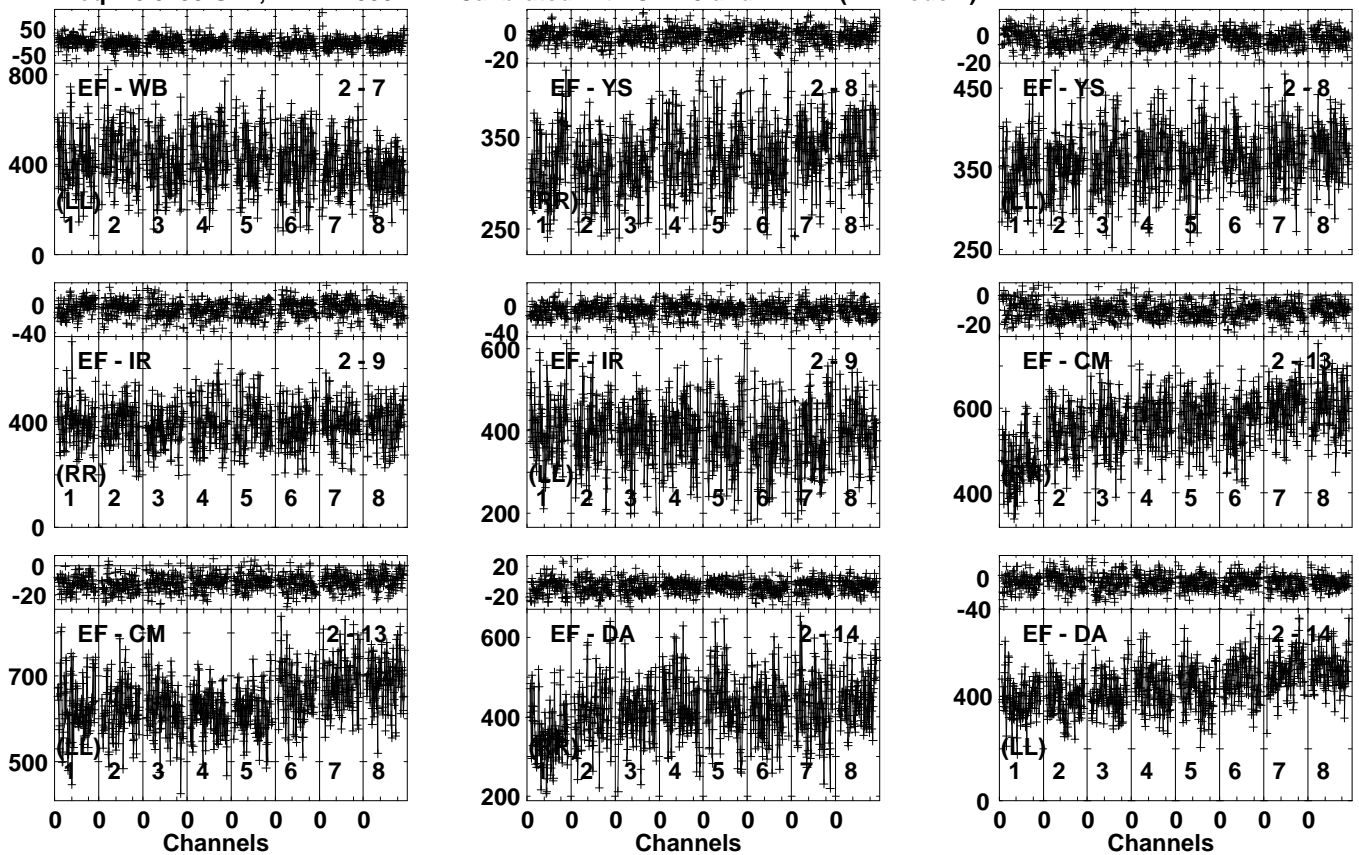 50 0 0
-50 -20 -20
800 EF - WB 2 - 7 EF - YS 2 - 8 450 EF - YS 2 - 8
400 350 350
(LL) (RR) (LL)
1 2 3 4 5 6 7 8 250 1 2 3 4 5 6 7 8 1 2 3 4 5 6 7 8
0 250
0 0 0
-40 -40 -20
EF - IR 2 - 9 600 EF - IR 2 - 9 EF - CM 2 - 13
400 400 600
(RR) (LL) (RR)
1 2 3 4 5 6 7 8 1 2 3 4 5 6 7 8 400 2 3 4 5 6 7 8
0 200
0 20 0
-20 -20 -40
EF - CM 2 - 13 600 EF - DA 2 - 14 EF - DA 2 - 14
700 400 400
(LL) (RR) (LL)
500 1 2 3 4 5 6 7 8 1 2 3 4 5 6 7 8 1 2 3 4 5 6 7 8
200 0
0 0 0 0 0 0 0 0 0 0 0 0 0 0 0 0 0 0 0 0 0 0 0 0
Channels Channels Channels